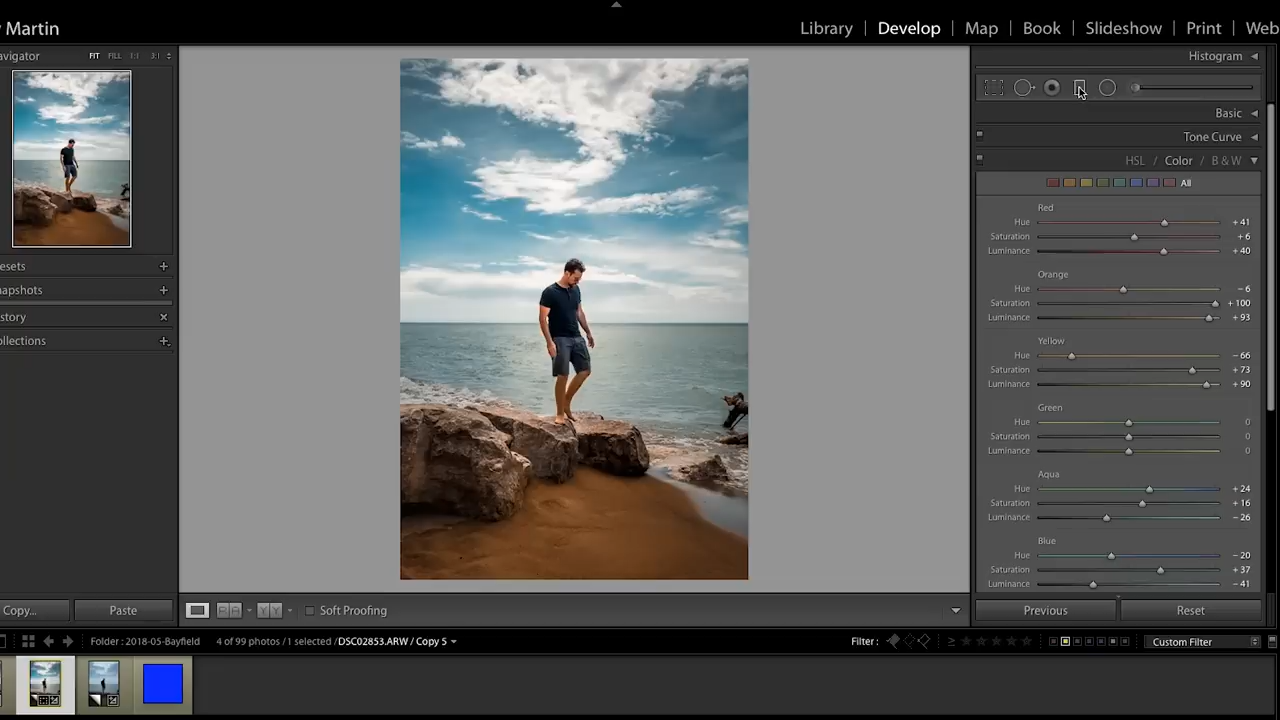 y Martin
Library | Develop | Map | Book | Slideshow | Print | Web
avigator FIT FILL 1:1 3:1
Histogram
Basic
Tone Curve
HSL / Color / B & W
All
Red
Hue +41
Saturation +6
Luminance +40
Orange
Hue -6
Saturation +100
Luminance +93
Yellow
Hue -66
Saturation +73
Luminance +90
Green
Hue 0
Saturation 0
Luminance 0
Aqua
Hue +24
Saturation +16
Luminance -26
Blue
Hue -20
Saturation +37
Luminance -41
esets +
napshots +
istory ×
ollections +
Copy... Paste
R A Y Y Soft Proofing
Previous Reset
Folder : 2018-05-Bayfield 4 of 99 photos / 1 selected / DSC02853.ARW / Copy 5
Filter : ≥ Custom Filter